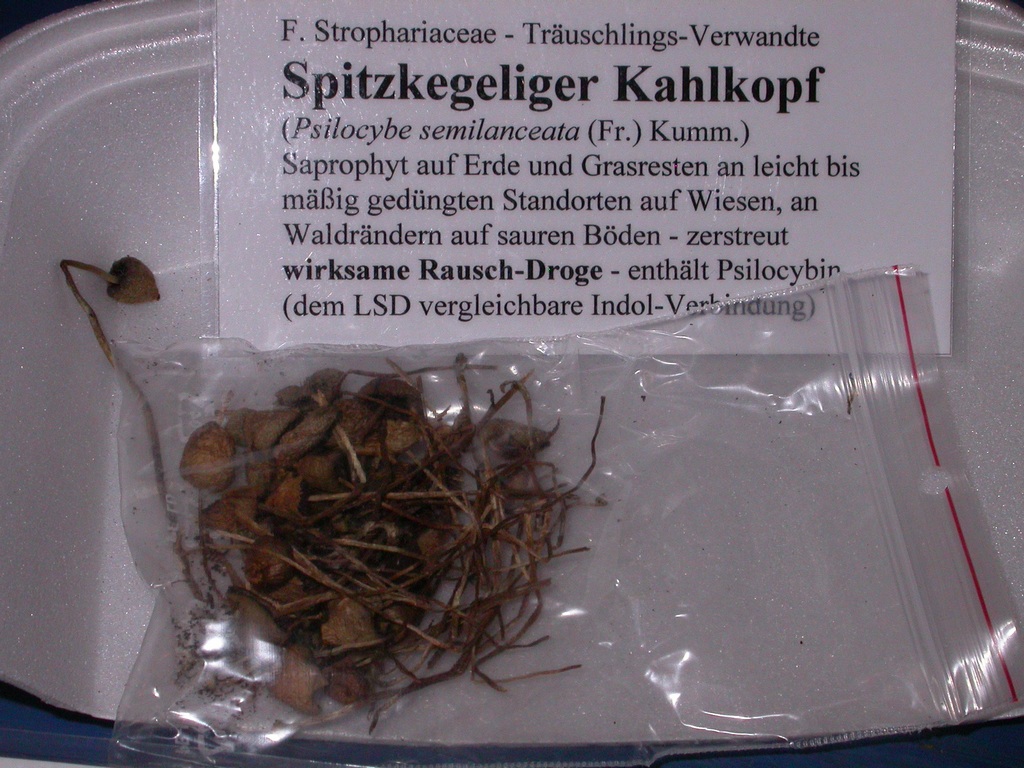 F. Strophariaceae - Träuschlings-Verwandte
Spitzkegeliger Kahlkopf
(Psilocybe semilanceata (Fr.) Kumm.)
Saprophyt auf Erde und Grasresten an leicht bis
mäßig gedüngten Standorten auf Wiesen, an
Waldrändern auf sauren Böden - zerstreut
wirksame Rausch-Droge - enthält Psilocybin
(dem LSD vergleichbare Indol-Verbindung)